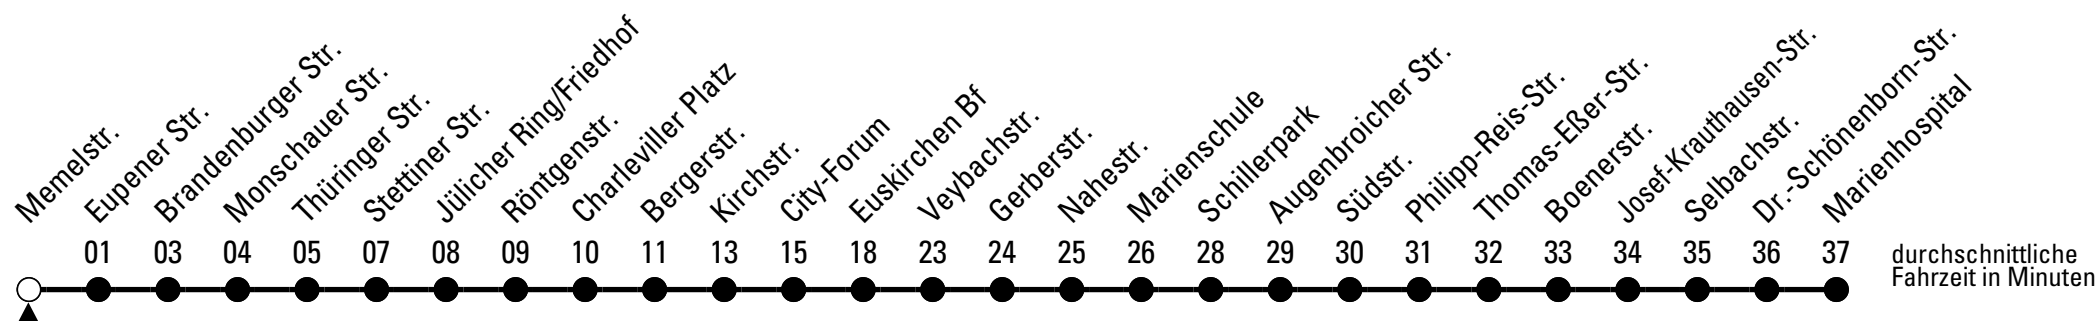 Memelstr.
Eupener Str.
Brandenburger Str.
Monschauer Str.
Thüringer Str.
Stettiner Str.
Jülicher Ring/Friedhof
Röntgenstr.
Charleviller Platz
Bergerstr.
Kirchstr.
City-Forum
Euskirchen Bf
Veybachstr.
Gerberstr.
Nahestr.
Marienschule
Schillerpark
Augenbroicher Str.
Südstr.
Philipp-Reis-Str.
Thomas-Eßer-Str.
Boenerstr.
Josef-Krauthausen-Str.
Selbachstr.
Dr.-Schönenborn-Str.
Marienhospital
01 03 04 05 07 08 09 10 11 13 15 18 23 24 25 26 28 29 30 31 32 33 34 35 36 37
durchschnittliche
Fahrzeit in Minuten